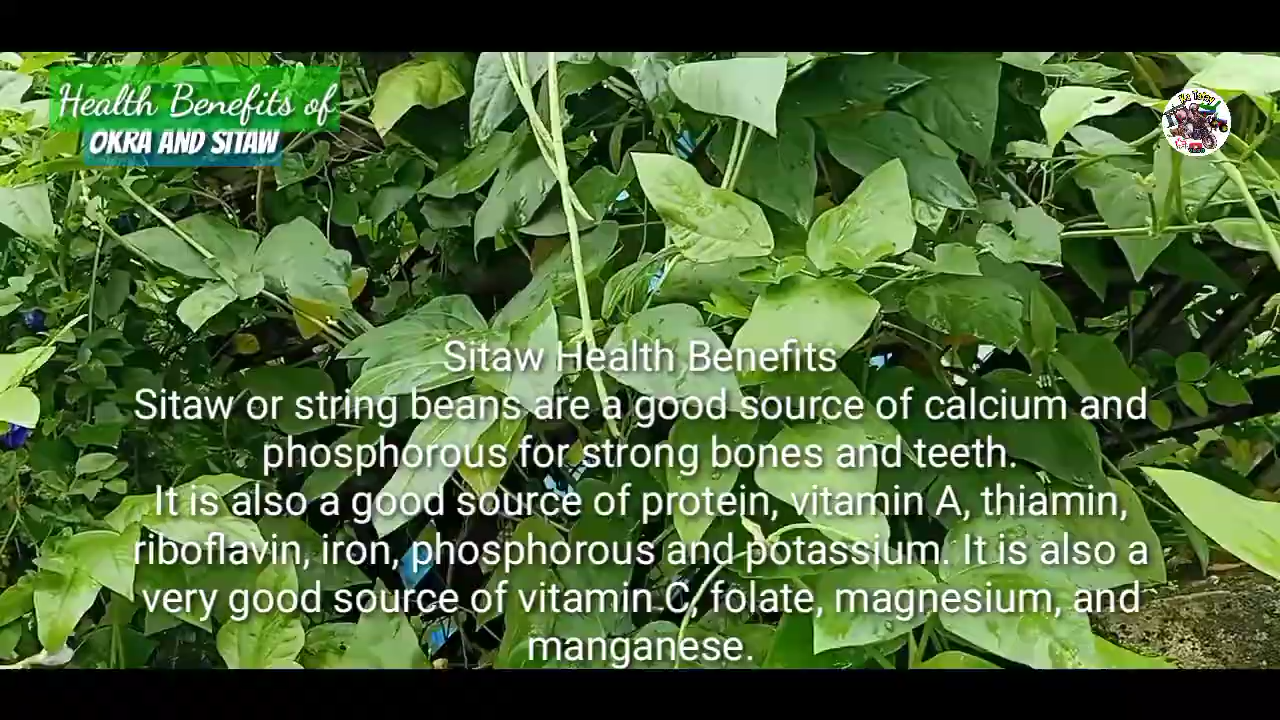 Health Benefits of
OKRA AND SITAW
Sitaw Health Benefits
Sitaw or string beans are a good source of calcium and
phosphorous for strong bones and teeth.
It is also a good source of protein, vitamin A, thiamin,
riboflavin, iron, phosphorous and potassium. It is also a
very good source of vitamin C, folate, magnesium, and
manganese.